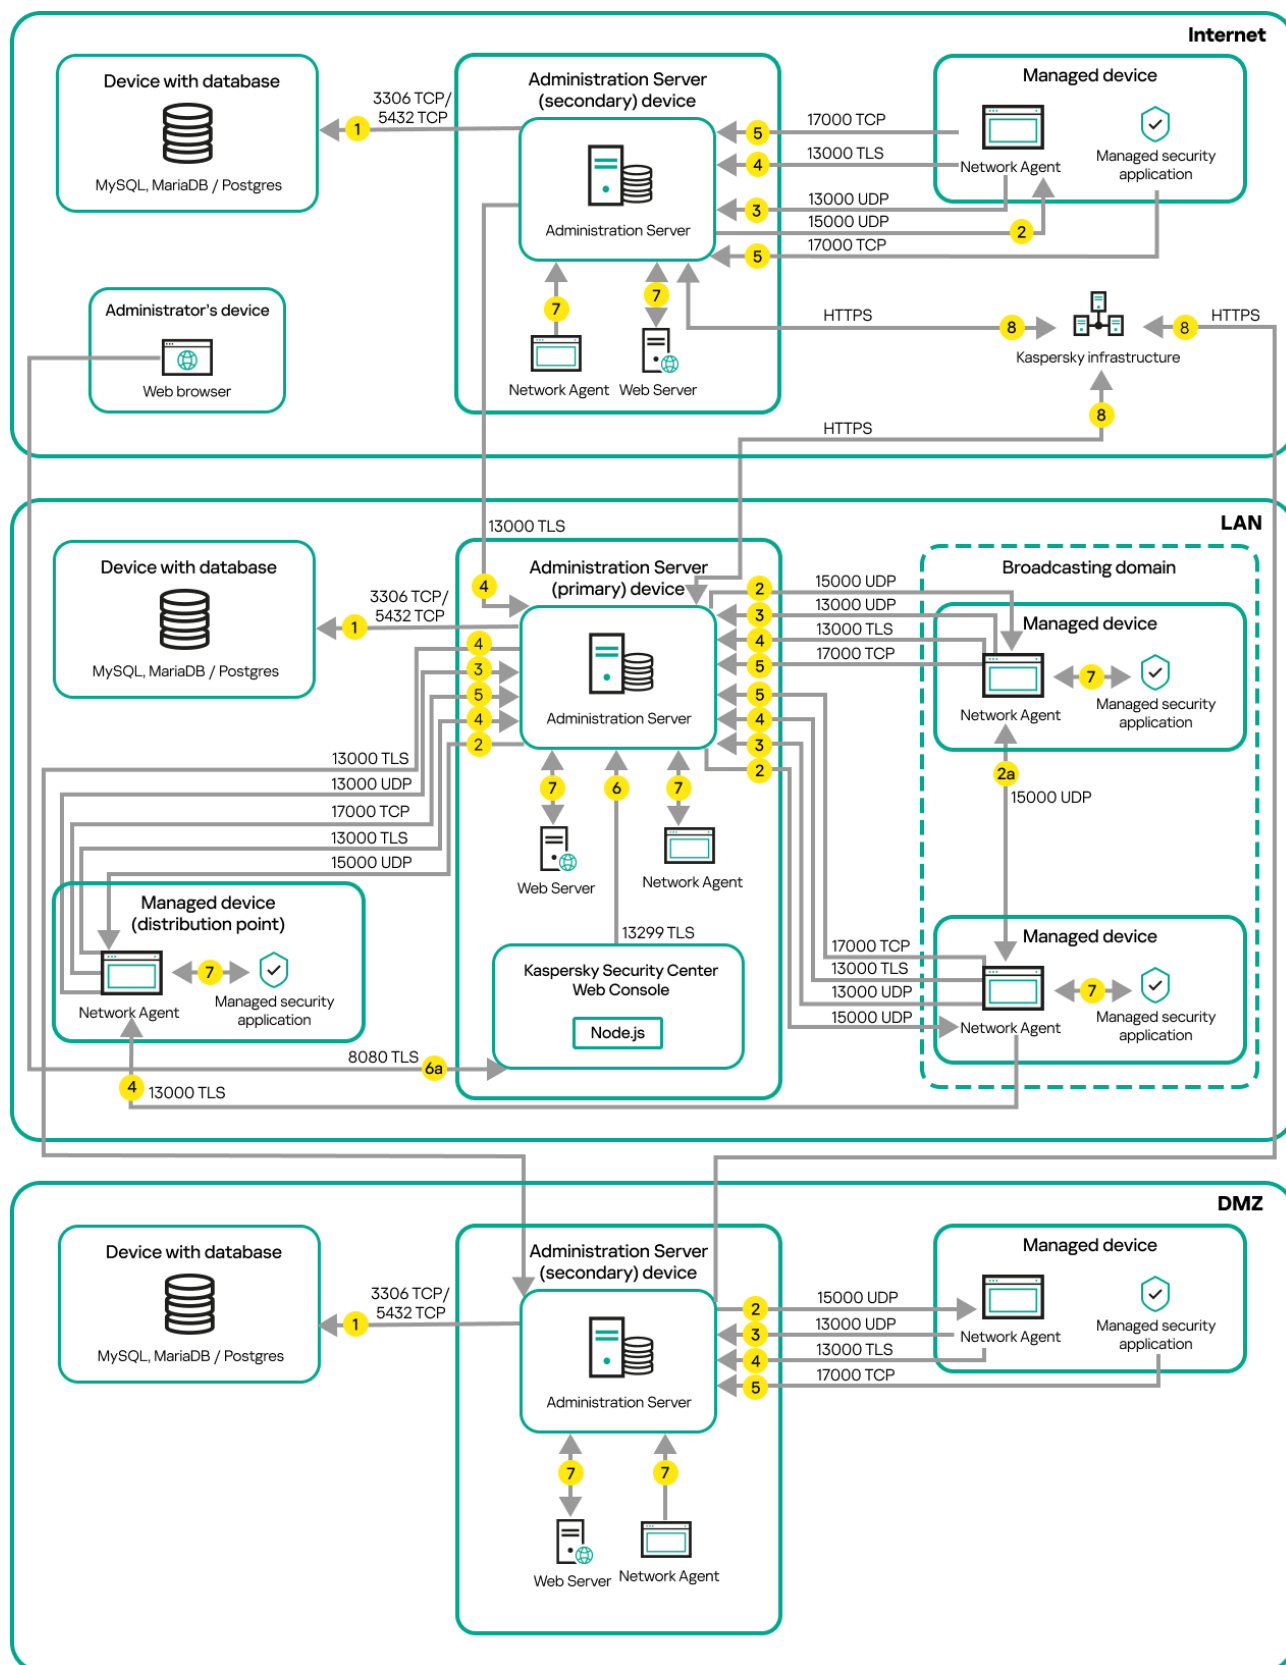 Internet
Device with database
MySQL, MariaDB / Postgres
3306 TCP/
5432 TCP
1
Administration Server
(secondary) device
Administration Server
7
7
Network Agent
Web Server
Managed device
Network Agent
Managed security
application
5
17000 TCP
4
13000 TLS
3
13000 UDP
15000 UDP
2
5
17000 TCP
Administrator's device
Web browser
HTTPS
8
Kaspersky infrastructure
8
HTTPS
8
HTTPS
LAN
13000 TLS
4
Device with database
MySQL, MariaDB / Postgres
3306 TCP/
5432 TCP
1
Administration Server
(primary) device
Administration Server
4
3
5
4
2
13000 TLS
13000 UDP
17000 TCP
13000 TLS
15000 UDP
2
15000 UDP
3
13000 UDP
4
13000 TLS
5
17000 TCP
5
4
3
2
Broadcasting domain
Managed device
7
Network Agent
Managed security
application
2a
15000 UDP
7
6
7
Web Server
Network Agent
13299 TLS
Kaspersky Security Center
Web Console
Node.js
Managed device
(distribution point)
7
Network Agent
Managed security
application
17000 TCP
13000 TLS
13000 UDP
15000 UDP
Managed device
7
Network Agent
Managed security
application
8080 TLS
6a
4
13000 TLS
DMZ
Device with database
MySQL, MariaDB / Postgres
3306 TCP/
5432 TCP
1
Administration Server
(secondary) device
Administration Server
2
15000 UDP
3
13000 UDP
4
13000 TLS
5
17000 TCP
Managed device
Network Agent
Managed security
application
7
7
Web Server
Network Agent